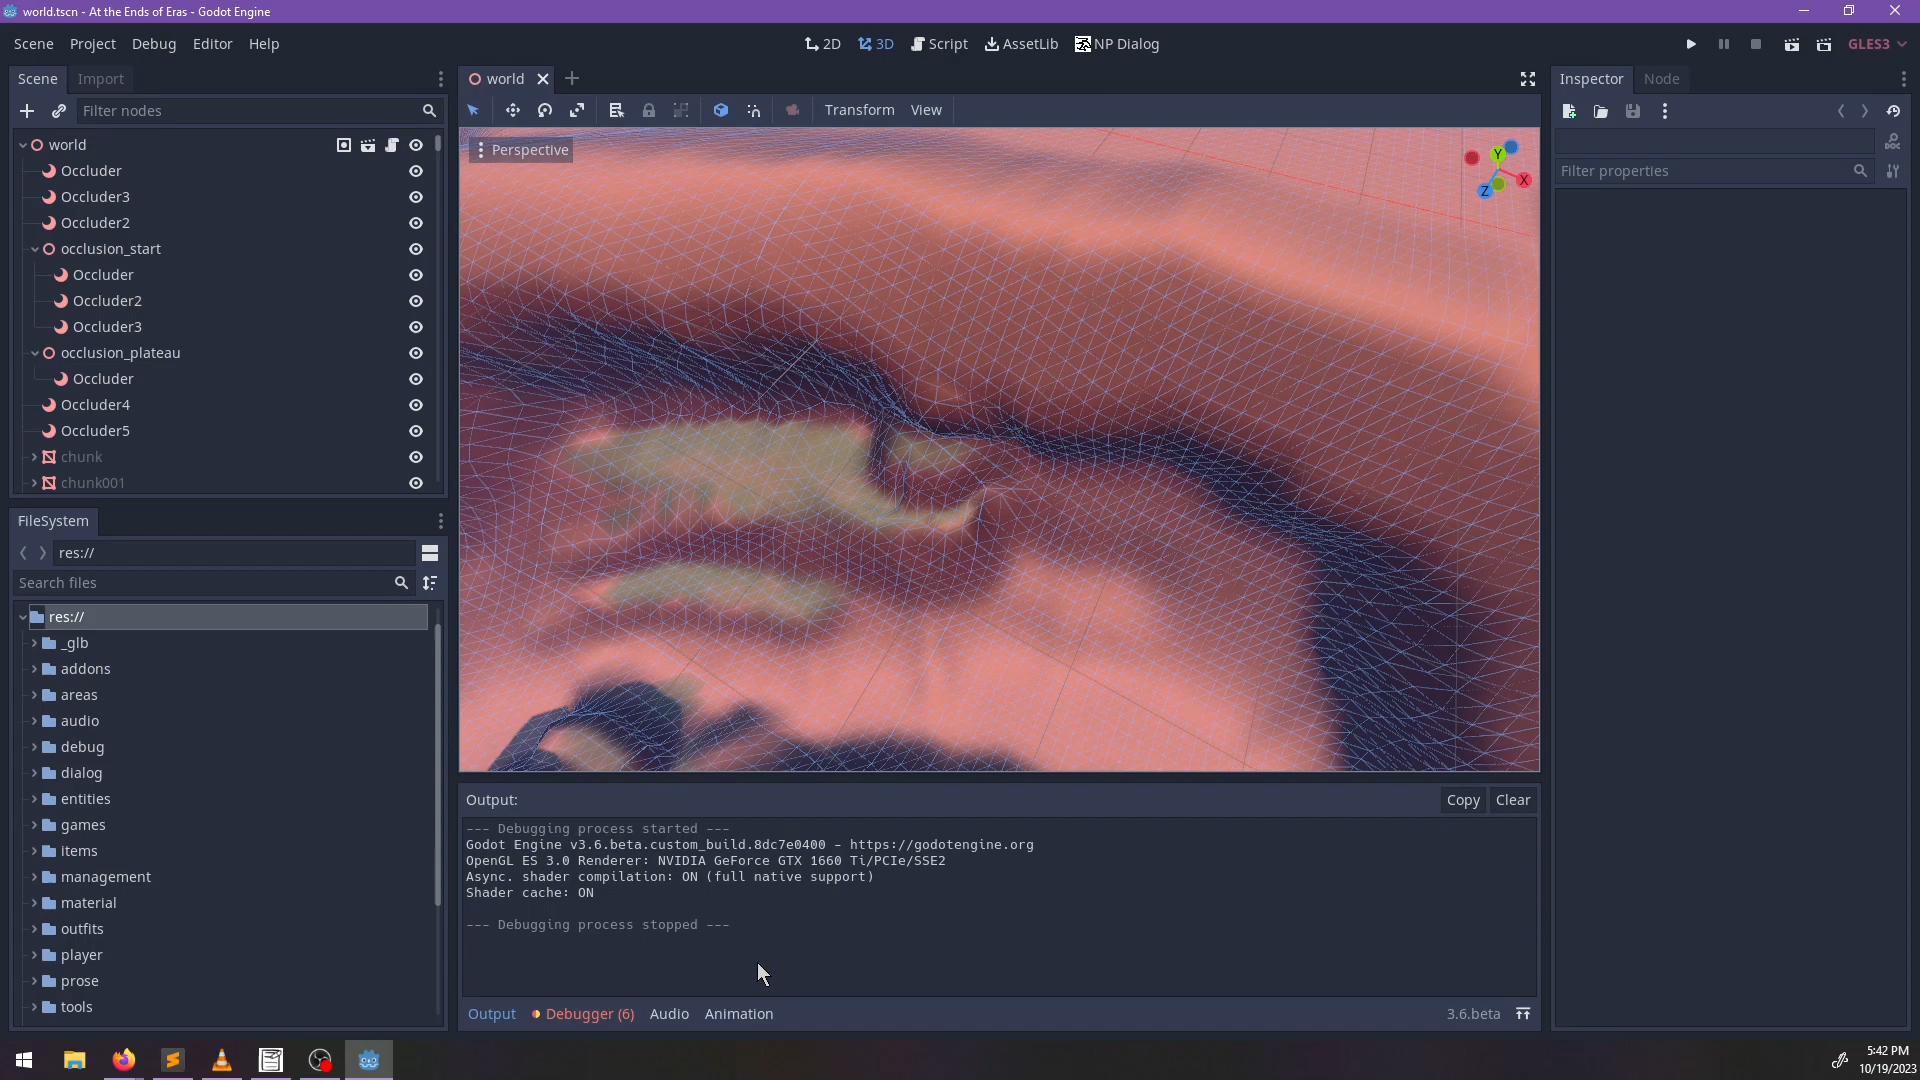 world.tscn - At the Ends of Eras - Godot Engine
Scene Project Debug Editor Help
2D 3D Script AssetLib NP Dialog
GLES3
Scene Import
Filter nodes
world
Occluder
Occluder3
Occluder2
occlusion_start
Occluder
Occluder2
Occluder3
occlusion_plateau
Occluder
Occluder4
Occluder5
chunk
chunk001
FileSystem
res://
Search files
res://
_glb
addons
areas
audio
debug
dialog
entities
games
items
management
material
outfits
player
prose
tools
world
Transform View
Perspective
Y
X
Z
Output:
Copy Clear
--- Debugging process started ---
Godot Engine v3.6.beta.custom_build.8dc7e0400 - https://godotengine.org
OpenGL ES 3.0 Renderer: NVIDIA GeForce GTX 1660 Ti/PCIe/SSE2
Async. shader compilation: ON (full native support)
Shader cache: ON
--- Debugging process stopped ---
Output Debugger (6) Audio Animation
3.6.beta
Inspector Node
DOC
Filter properties
5:42 PM
10/19/2023